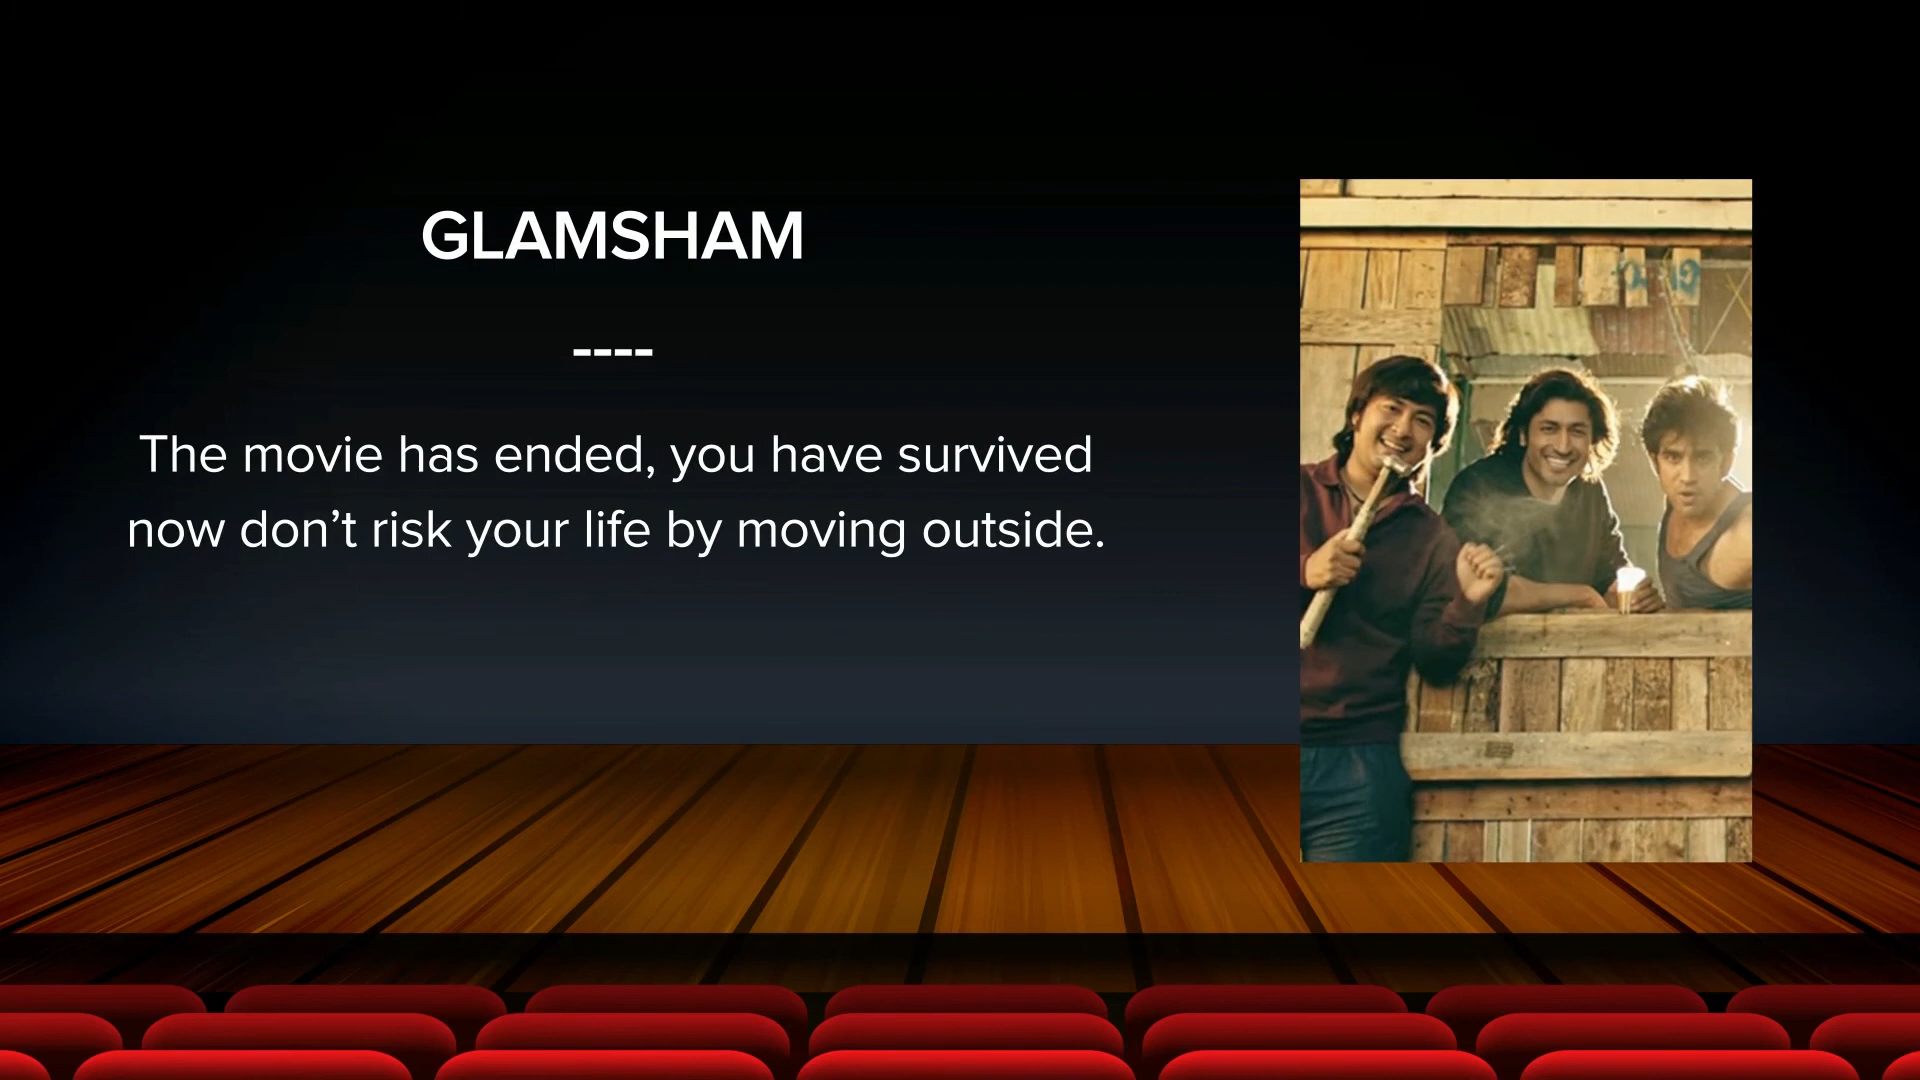 GLAMSHAM
----
The movie has ended, you have survived
now don’t risk your life by moving outside.